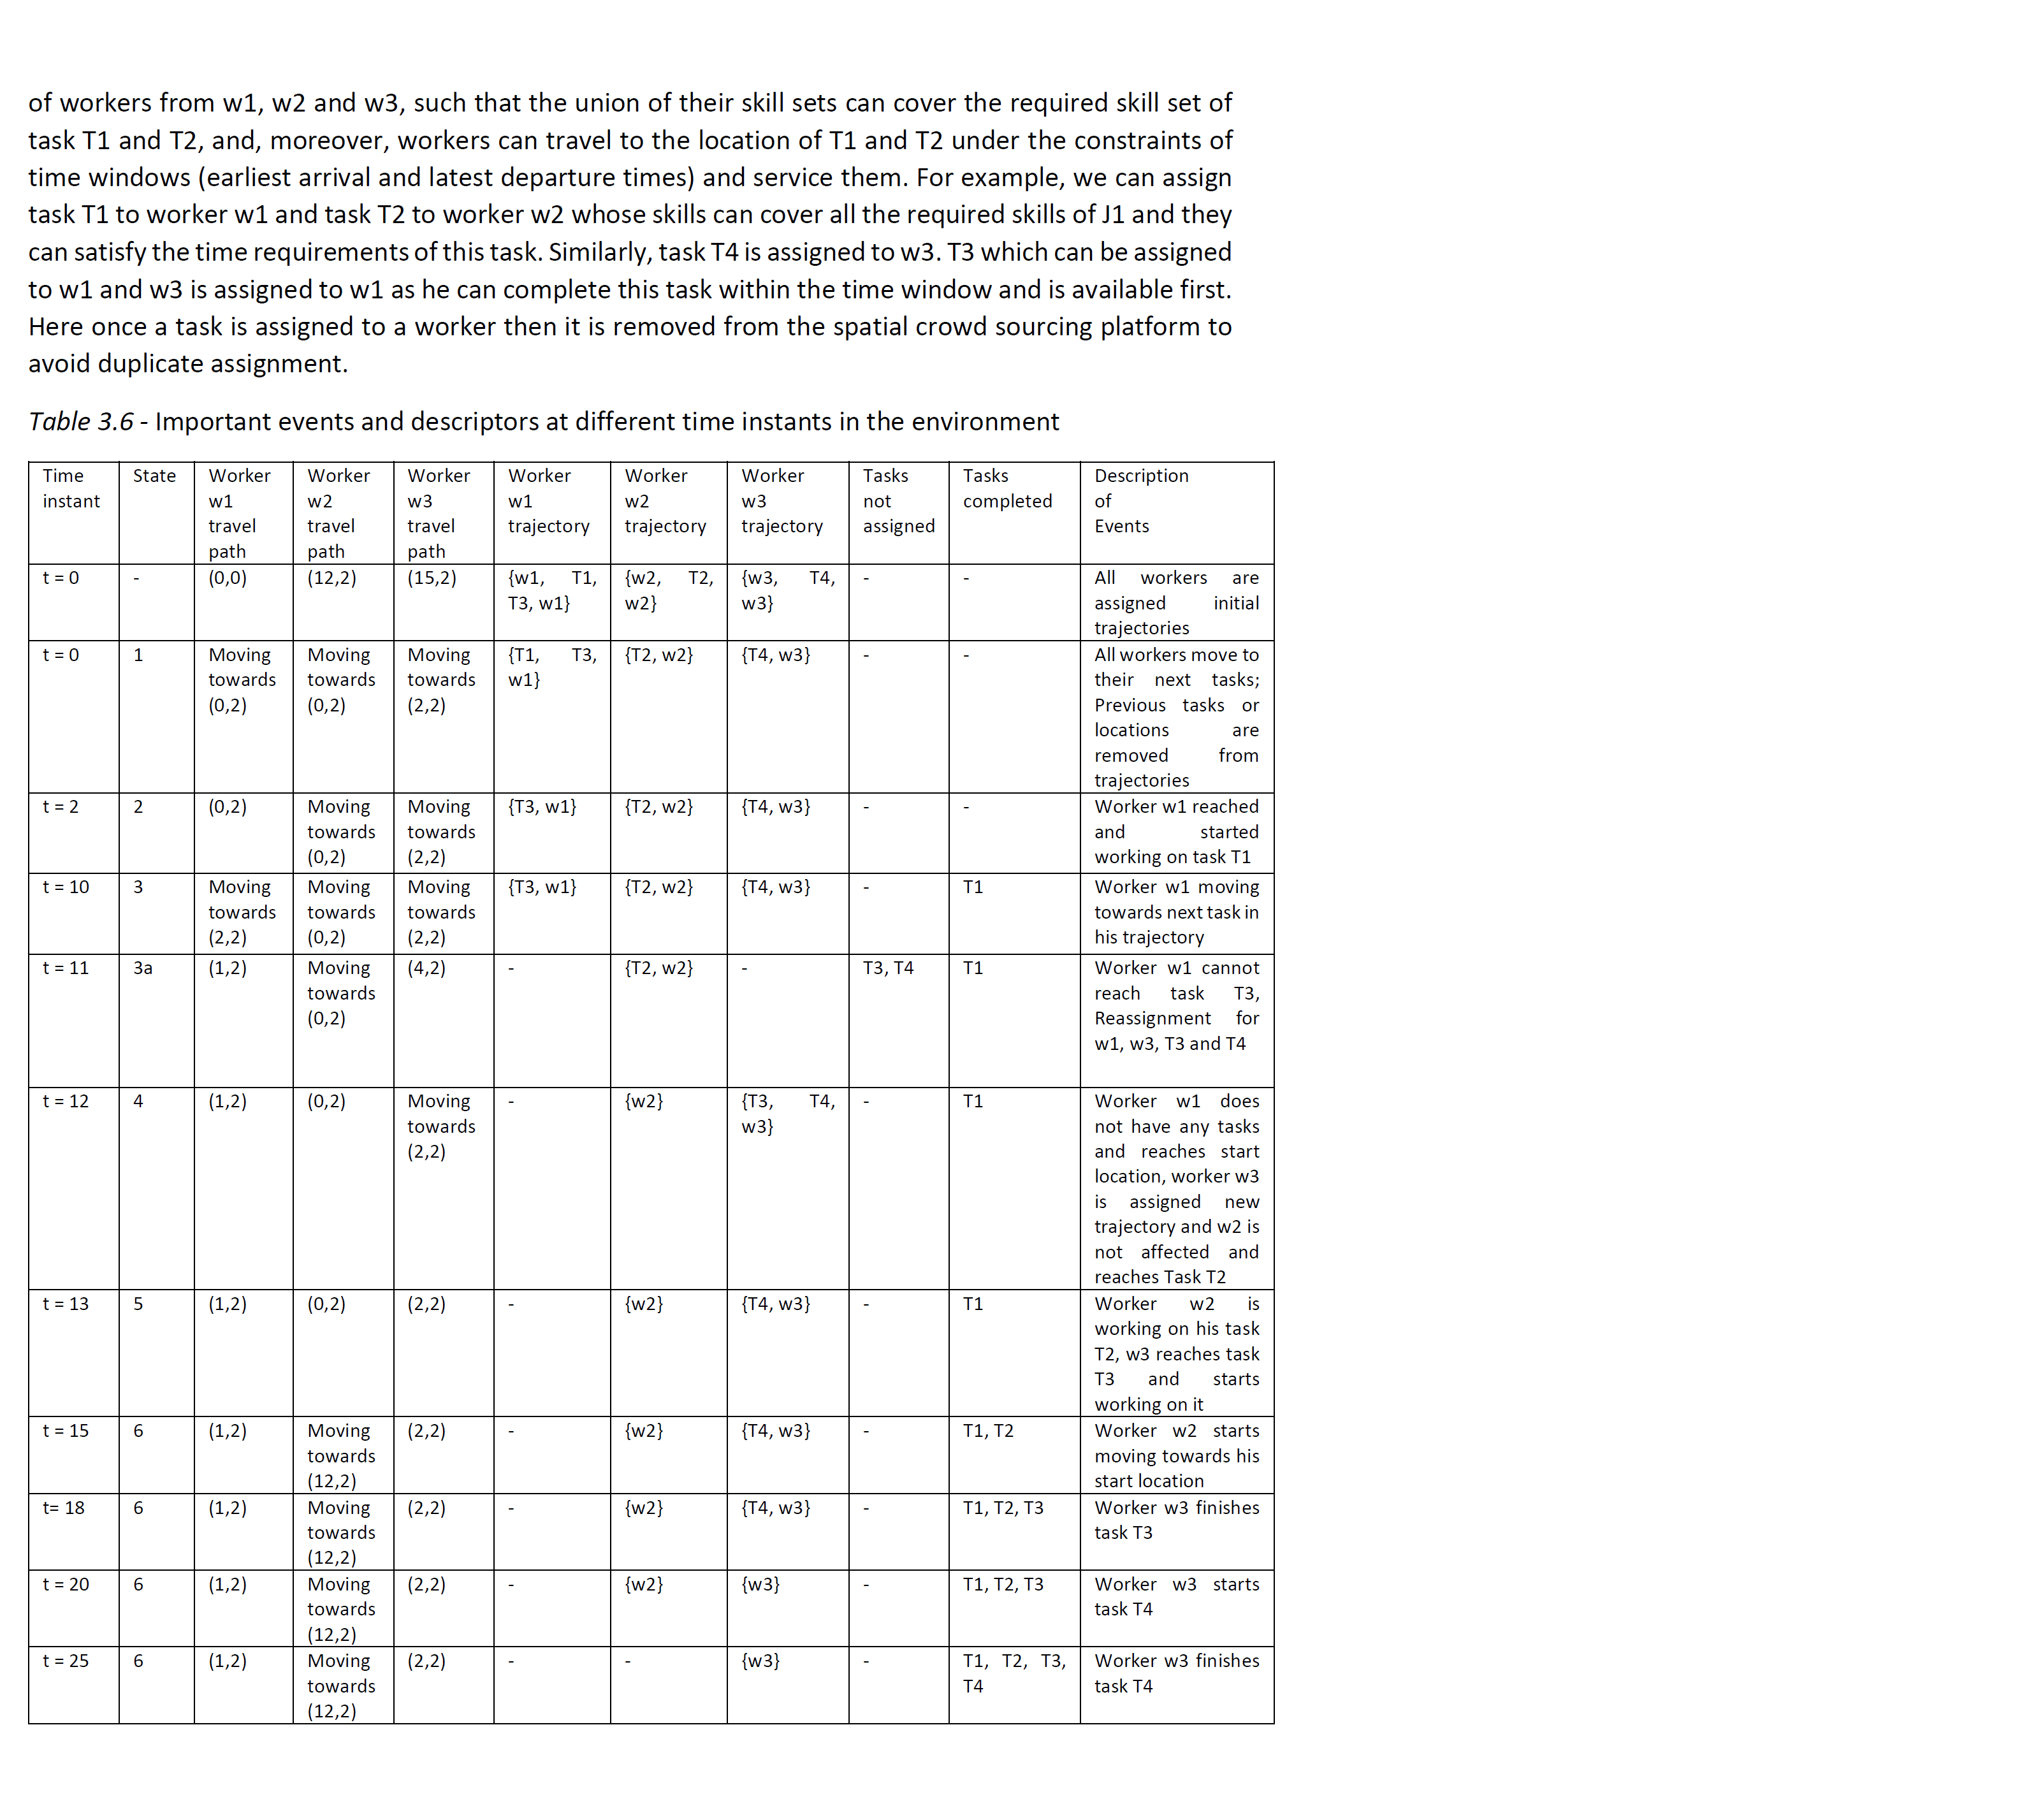 of workers from w1, w2 and w3, such that the union of their skill sets can cover the required skill set of
task T1 and T2, and, moreover, workers can travel to the location of T1 and T2 under the constraints of
time windows (earliest arrival and latest departure times) and service them. For example, we can assign
task T1 to worker w1 and task T2 to worker w2 whose skills can cover all the required skills of J1 and they
can satisfy the time requirements of this task. Similarly, task T4 is assigned to w3. T3 which can be assigned
to w1 and w3 is assigned to w1 as he can complete this task within the time window and is available first.
Here once a task is assigned to a worker then it is removed from the spatial crowd sourcing platform to
avoid duplicate assignment.
Table 3.6 - Important events and descriptors at different time instants in the environment
Time State Worker Worker Worker Worker Worker Worker Tasks Tasks Description
instant w1 w2 w3 w1 w2 w3 not completed of
travel travel travel trajectory trajectory trajectory assigned Events
path path path
t = 0 - (0,0) (12,2) (15,2) {w1, T1, {w2, T2, {w3, T4, - - All workers are
T3, w1} w2} w3} assigned initial
trajectories
t = 0 1 Moving Moving Moving {T1, T3, {T2, w2} {T4, w3} - - All workers move to
towards towards towards w1} their next tasks;
(0,2) (0,2) (2,2) Previous tasks or
locations are
removed from
trajectories
t = 2 2 (0,2) Moving Moving {T3, w1} {T2, w2} {T4, w3} - - Worker w1 reached
towards towards and started
(0,2) (2,2) working on task T1
t = 10 3 Moving Moving Moving {T3, w1} {T2, w2} {T4, w3} - T1 Worker w1 moving
towards towards towards towards next task in
(2,2) (0,2) (2,2) his trajectory
t = 11 3a (1,2) Moving (4,2) - {T2, w2} - T3, T4 T1 Worker w1 cannot
towards reach task T3,
(0,2) Reassignment for
w1, w3, T3 and T4
t = 12 4 (1,2) (0,2) Moving - {w2} {T3, T4, - T1 Worker w1 does
towards w3} not have any tasks
(2,2) and reaches start
location, worker w3
is assigned new
trajectory and w2 is
not affected and
reaches Task T2
t = 13 5 (1,2) (0,2) (2,2) - {w2} {T4, w3} - T1 Worker w2 is
working on his task
T2, w3 reaches task
T3 and starts
working on it
t = 15 6 (1,2) Moving (2,2) - {w2} {T4, w3} - T1, T2 Worker w2 starts
towards moving towards his
(12,2) start location
t= 18 6 (1,2) Moving (2,2) - {w2} {T4, w3} - T1, T2, T3 Worker w3 finishes
towards task T3
(12,2)
t = 20 6 (1,2) Moving (2,2) - {w2} {w3} - T1, T2, T3 Worker w3 starts
towards task T4
(12,2)
t = 25 6 (1,2) Moving (2,2) - - {w3} - T1, T2, T3, Worker w3 finishes
towards T4 task T4
(12,2)